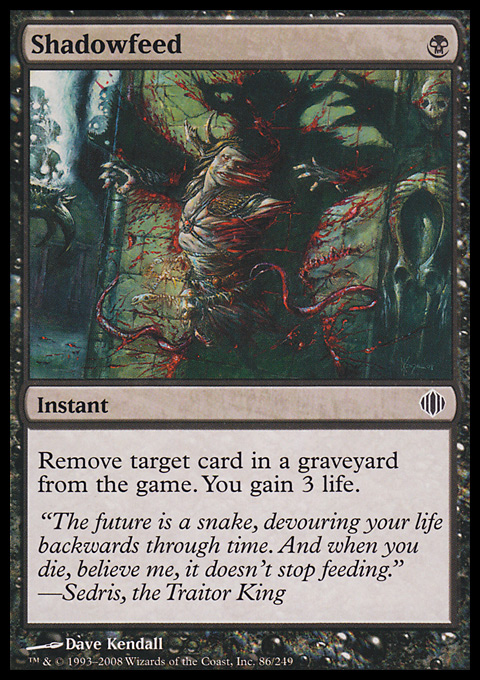 Shadowfeed
Instant
Remove target card in a graveyard
from the game. You gain 3 life.
“The future is a snake, devouring your life
backwards through time. And when you
die, believe me, it doesn’t stop feeding.”
—Sedris, the Traitor King
Dave Kendall
™ & © 1993–2008 Wizards of the Coast, Inc. 86/249